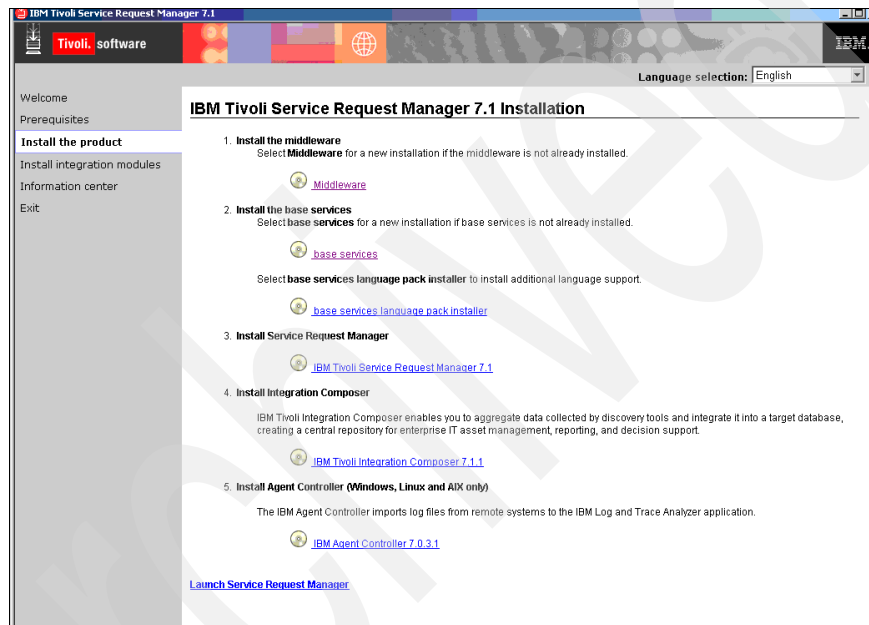 IBM Tivoli Service Request Manager 7.1
Tivoli. software
IBM.
Language selection: English
Welcome
Prerequisites
Install the product
Install integration modules
Information center
Exit
IBM Tivoli Service Request Manager 7.1 Installation
1. Install the middleware
Select Middleware for a new installation if the middleware is not already installed.
Middleware
2. Install the base services
Select base services for a new installation if base services is not already installed.
base services
Select base services language pack installer to install additional language support.
base services language pack installer
3. Install Service Request Manager
IBM Tivoli Service Request Manager 7.1
4. Install Integration Composer
IBM Tivoli Integration Composer enables you to aggregate data collected by discovery tools and integrate it into a target database,
creating a central repository for enterprise IT asset management, reporting, and decision support.
IBM Tivoli Integration Composer 7.1.1
5. Install Agent Controller (Windows, Linux and AIX only)
The IBM Agent Controller imports log files from remote systems to the IBM Log and Trace Analyzer application.
IBM Agent Controller 7.0.3.1
Launch Service Request Manager